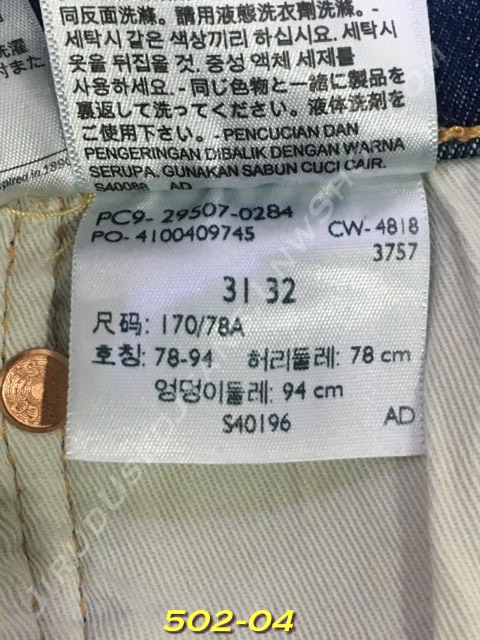 同反面洗滌。請用液態洗衣劑洗滌。-
세탁시 같은 색상끼리 하십시요. 세탁시
옷을 뒤집을 것. 중성 액체 세제를
사용하세요. - 同じ色物と一緒に製品を
裏返して洗ってください。液体洗剤を
ご使用下さい。- PENCUCIAN DAN
PENGERINGAN DIBALIK DENGAN WARNA
SERUPA. GUNAKAN SABUN CUCI CAIR.
S40088 AD
PC9- 29507-0284
PO- 4100409745 CW- 4818
3757
31 32
尺码: 170/78A
호칭: 78-94 허리둘레: 78 cm
엉덩이둘레: 94 cm
S40196 AD
502-04